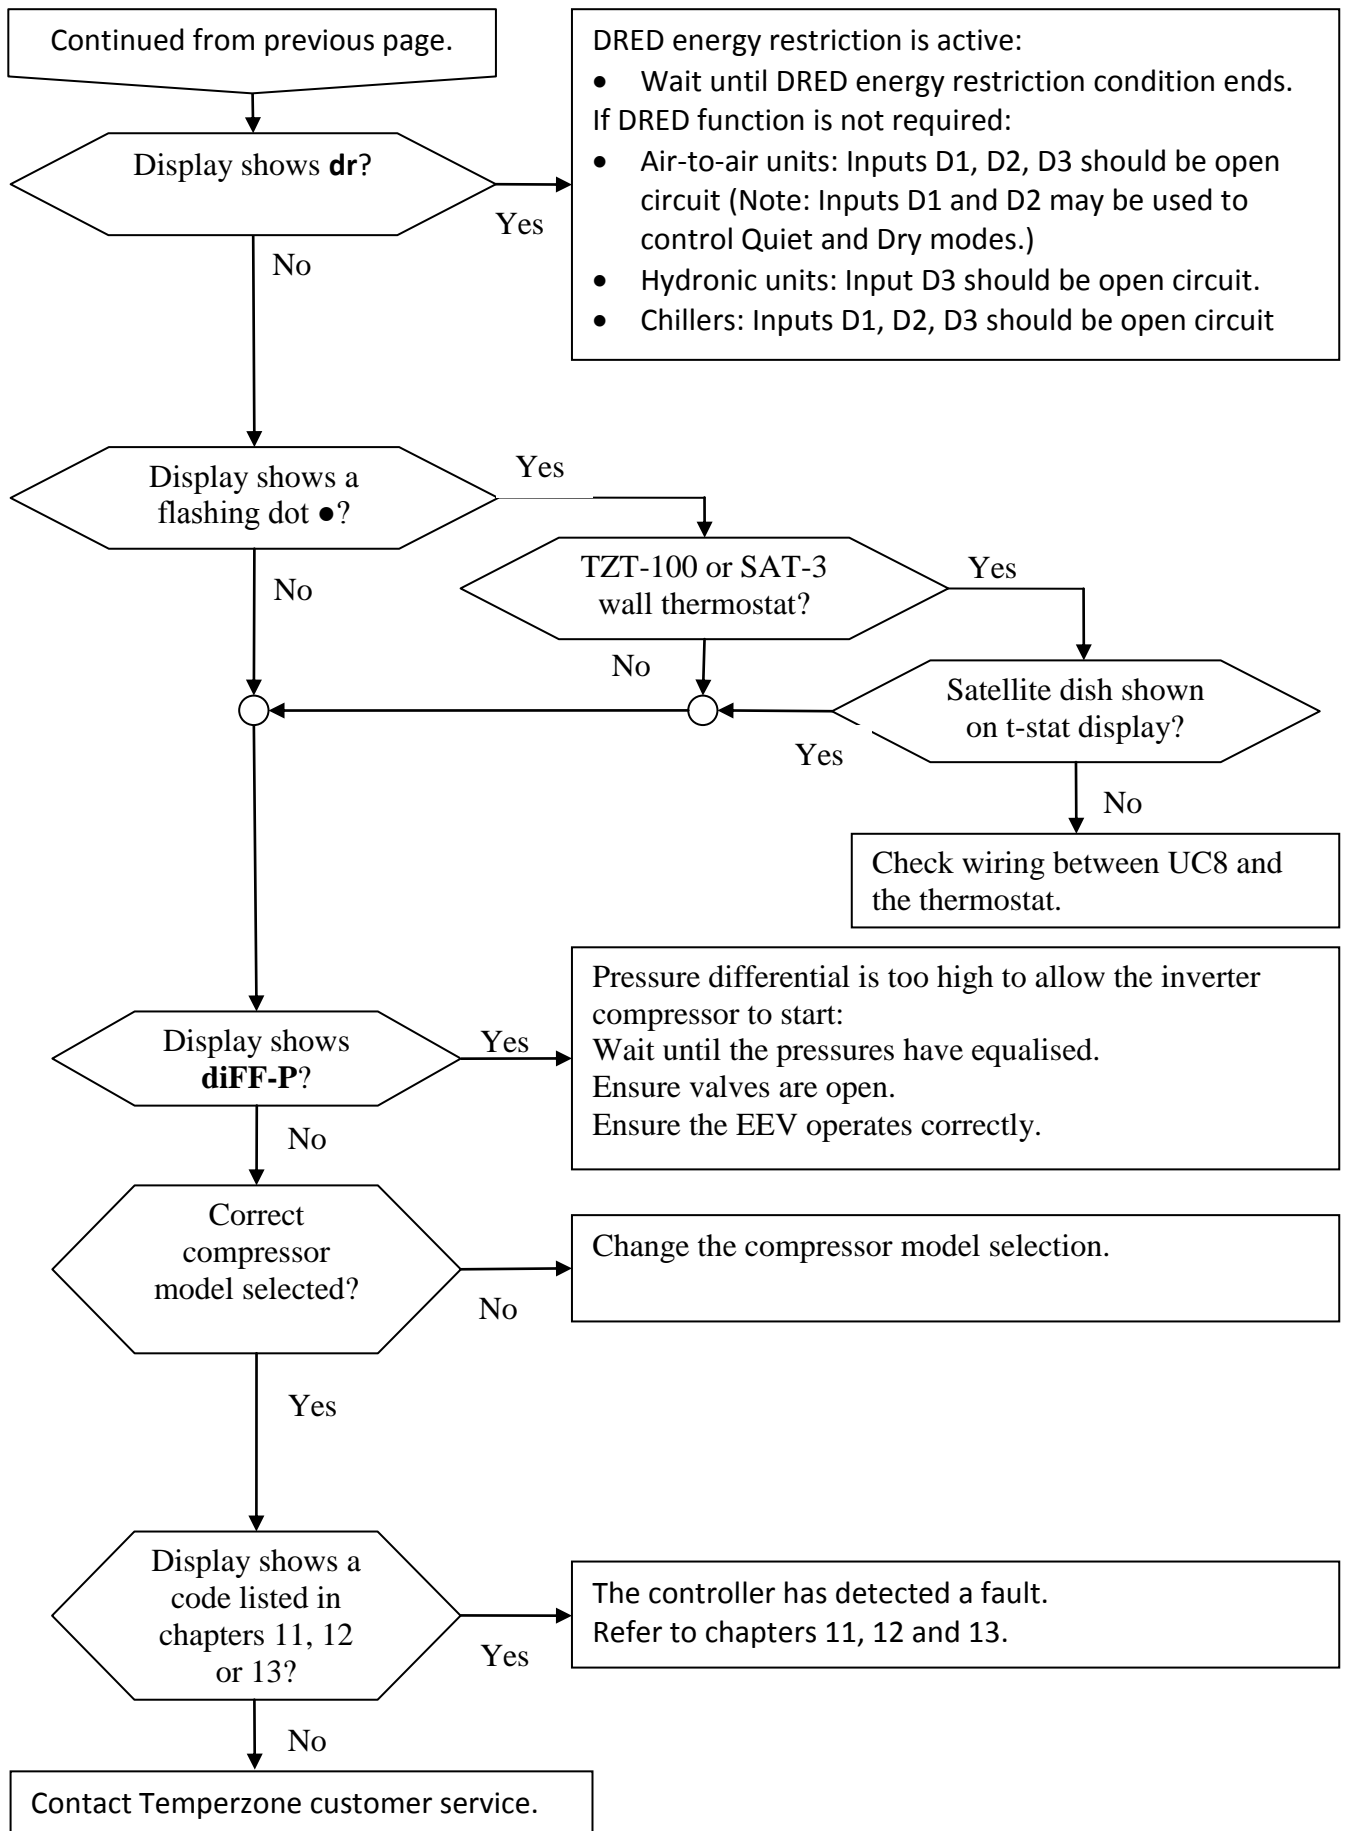 Continued from previous page.
DRED energy restriction is active:
• Wait until DRED energy restriction condition ends.
If DRED function is not required:
• Air-to-air units: Inputs D1, D2, D3 should be open
circuit (Note: Inputs D1 and D2 may be used to
control Quiet and Dry modes.)
• Hydronic units: Input D3 should be open circuit.
• Chillers: Inputs D1, D2, D3 should be open circuit
Display shows dr?
Yes
No
Display shows a
flashing dot ●?
Yes
No
TZT-100 or SAT-3
wall thermostat?
Yes
No
Satellite dish shown
on t-stat display?
Yes
No
Check wiring between UC8 and
the thermostat.
Display shows
diFF-P?
Yes
No
Pressure differential is too high to allow the inverter
compressor to start:
Wait until the pressures have equalised.
Ensure valves are open.
Ensure the EEV operates correctly.
Correct
compressor
model selected?
No
Yes
Change the compressor model selection.
Display shows a
code listed in
chapters 11, 12
or 13?
Yes
No
The controller has detected a fault.
Refer to chapters 11, 12 and 13.
Contact Temperzone customer service.